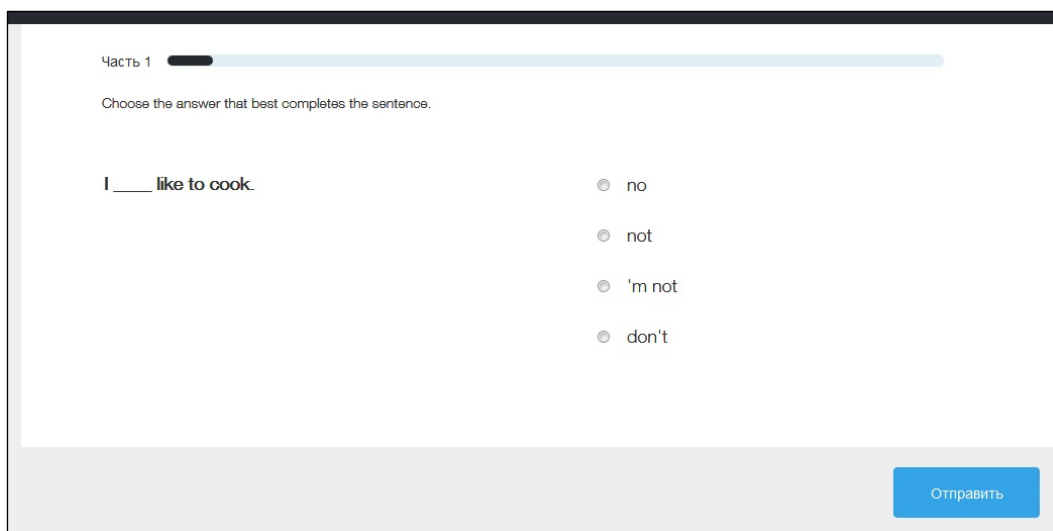 Часть 1
Choose the answer that best completes the sentence.
I ____ like to cook.
no
not
'm not
don't
Отправить